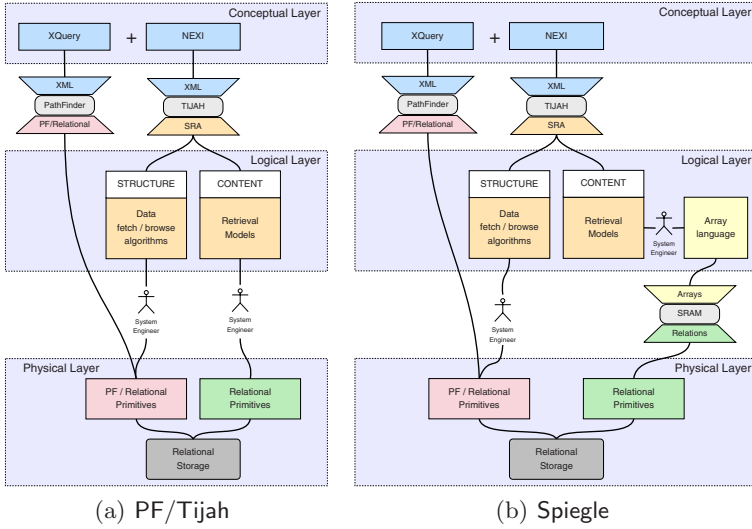 Conceptual Layer
XQuery
+
NEXI
XML
PathFinder
PF/Relational
XML
TIJAH
SRA
Logical Layer
STRUCTURE
Data
fetch / browse
algorithms
CONTENT
Retrieval
Models
System
Engineer
System
Engineer
Physical Layer
PF / Relational
Primitives
Relational
Primitives
Relational
Storage
(a) PF/Tijah
Conceptual Layer
XQuery
+
NEXI
XML
PathFinder
PF/Relational
XML
TIJAH
SRA
Logical Layer
STRUCTURE
Data
fetch / browse
algorithms
CONTENT
Retrieval
Models
System
Engineer
Array
language
System
Engineer
Arrays
SRAM
Relations
Physical Layer
PF / Relational
Primitives
Relational
Primitives
Relational
Storage
(b) Spiegle